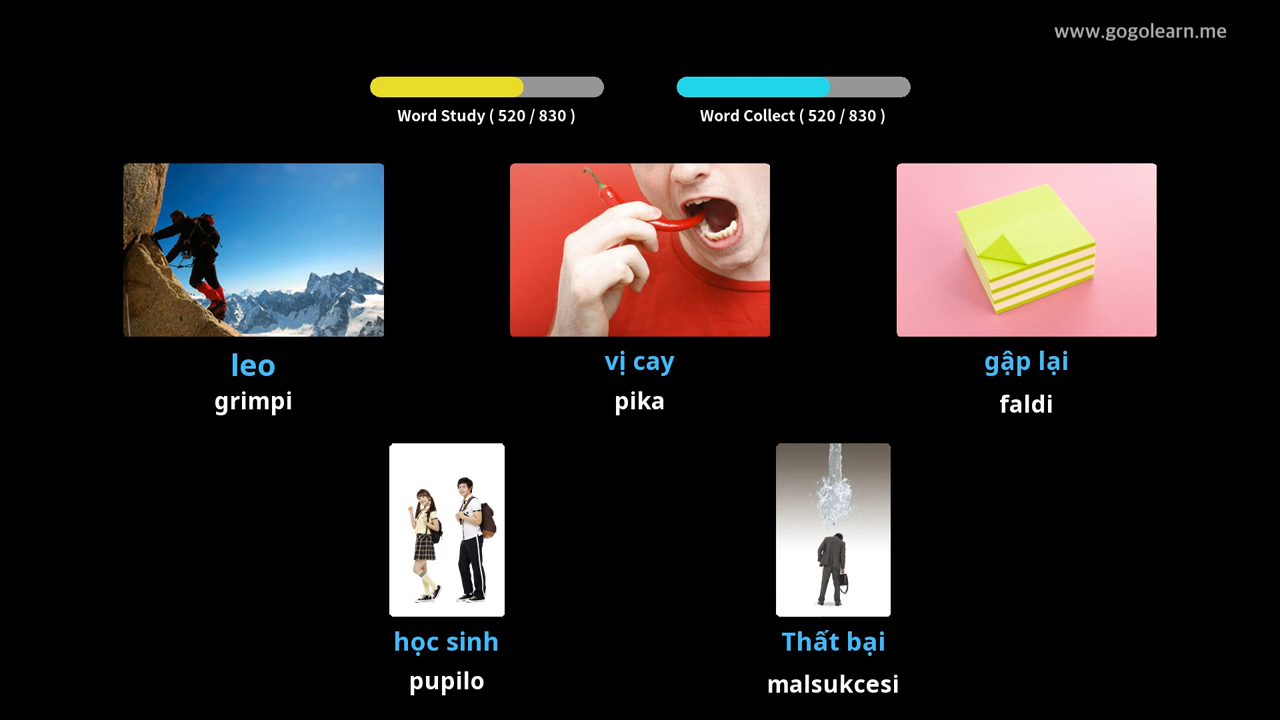 www.gogolearn.me
Word Study ( 520 / 830 )
Word Collect ( 520 / 830 )
leo
grimpi
vị cay
pika
gập lại
faldi
học sinh
pupilo
Thất bại
malsukcesi